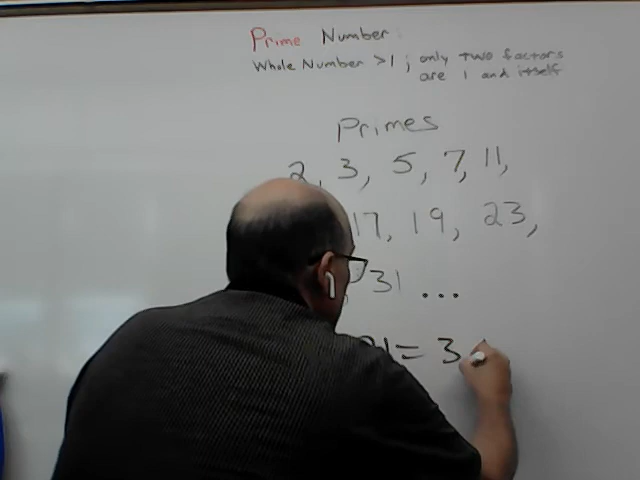 Prime Number:
Whole Number >1 ; only two factors
are 1 and itself
Primes
2, 3, 5, 7, 11,
17, 19, 23,
31 ...
21 = 3